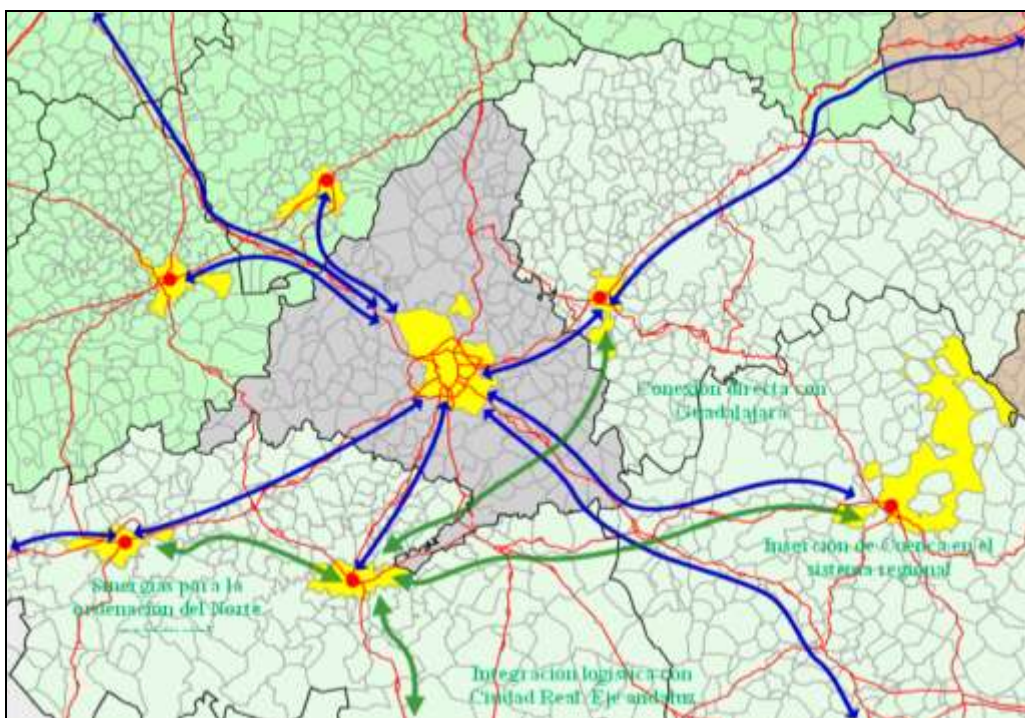 Conexión directa con
Guadalajara
Inserción de Cuenca en el
sistema regional
Sinergias para la
ordenación del Norte
Integración logística con
Ciudad Real. Eje andaluz